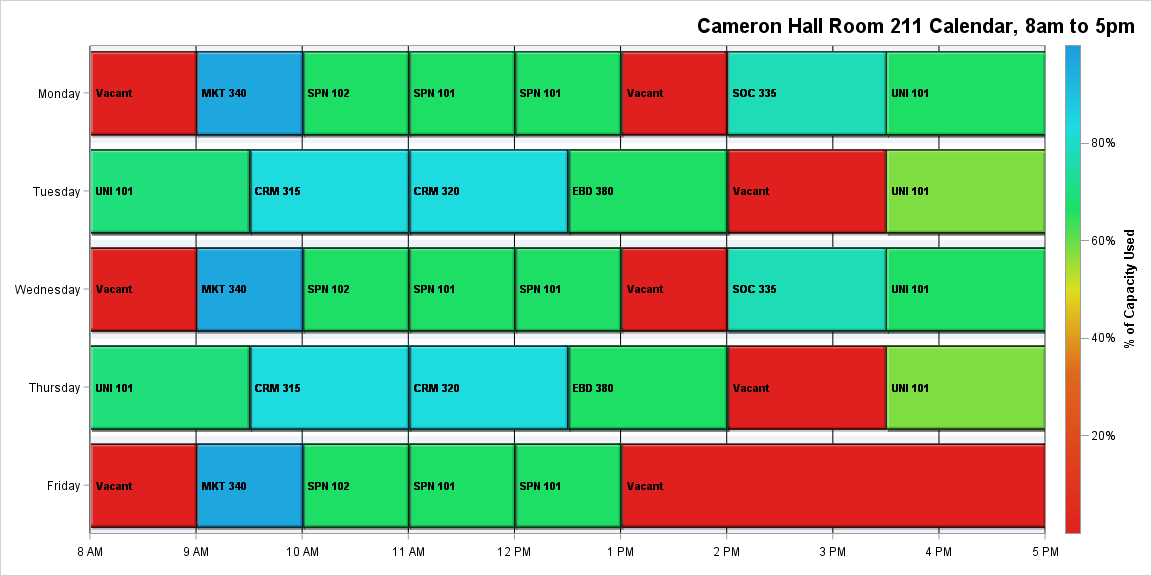 Cameron Hall Room 211 Calendar, 8am to 5pm
Monday Vacant MKT 340 SPN 102 SPN 101 SPN 101 Vacant SOC 335 UNI 101
80%
Tuesday UNI 101 CRM 315 CRM 320 EBD 380 Vacant UNI 101
60%
Wednesday Vacant MKT 340 SPN 102 SPN 101 SPN 101 Vacant SOC 335 UNI 101
40%
% of Capacity Used
Thursday UNI 101 CRM 315 CRM 320 EBD 380 Vacant UNI 101
20%
Friday Vacant MKT 340 SPN 102 SPN 101 SPN 101 Vacant
8 AM 9 AM 10 AM 11 AM 12 PM 1 PM 2 PM 3 PM 4 PM 5 PM